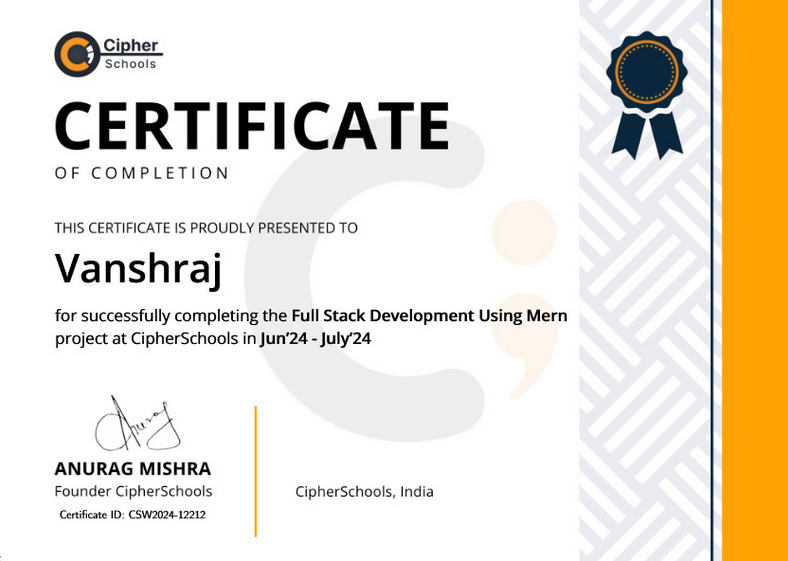 Cipher
Schools
CERTIFICATE
OF COMPLETION
THIS CERTIFICATE IS PROUDLY PRESENTED TO
Vanshraj
for successfully completing the Full Stack Development Using Mern
project at CipherSchools in Jun’24 - July’24
Anuraj
ANURAG MISHRA
Founder CipherSchools
Certificate ID: CSW2024-12212
CipherSchools, India